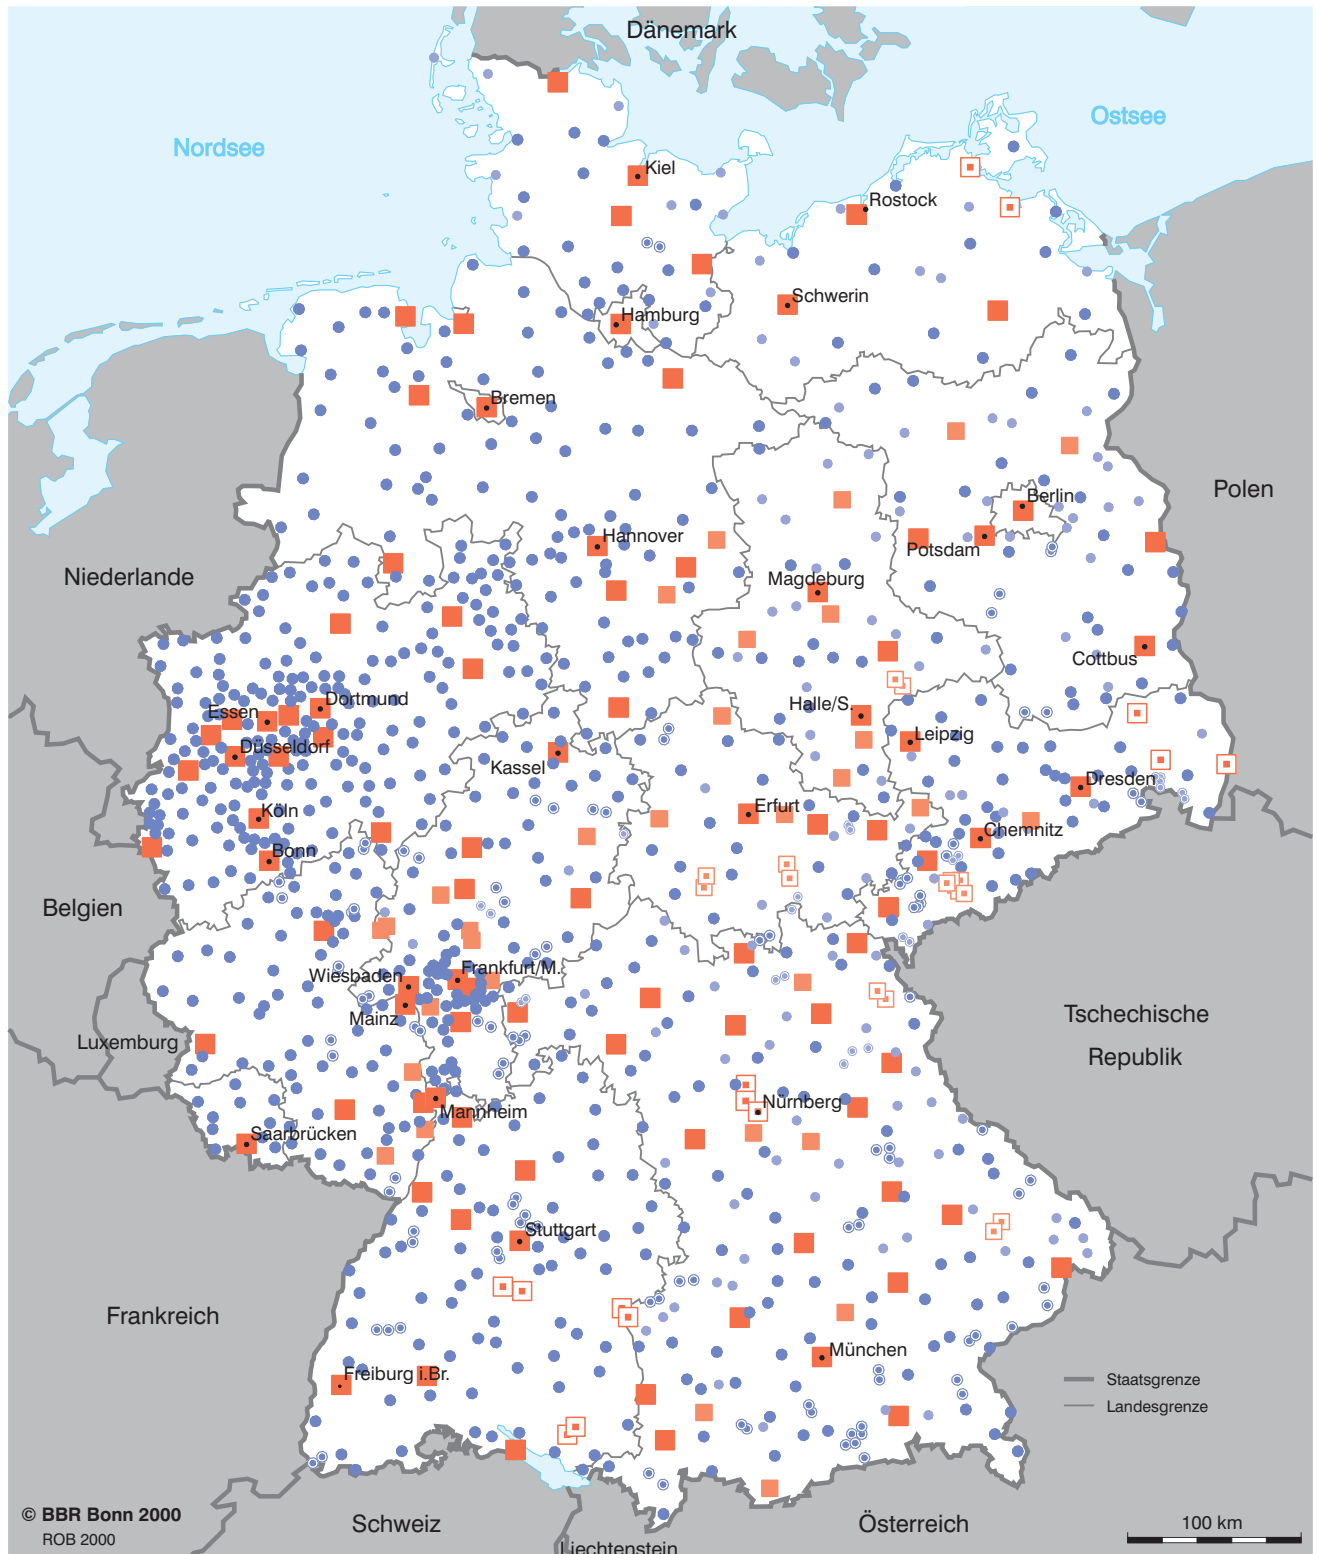 Dänemark
Ostsee
Nordsee
Kiel
Rostock
Schwerin
Hamburg
Bremen
Polen
Berlin
Hannover
Potsdam
Niederlande
Magdeburg
Cottbus
Dortmund
Halle/S.
Essen
Leipzig
Düsseldorf
Kassel
Dresden
Erfurt
Köln
Chemnitz
Bonn
Belgien
Frankfurt/M.
Wiesbaden
Mainz
Tschechische
Republik
Luxemburg
Nürnberg
Mannheim
Saarbrücken
Stuttgart
Frankreich
München
Freiburg i.Br.
Staatsgrenze
Landesgrenze
© BBR Bonn 2000
ROB 2000
Schweiz
Österreich
100 km
Liechtenstein